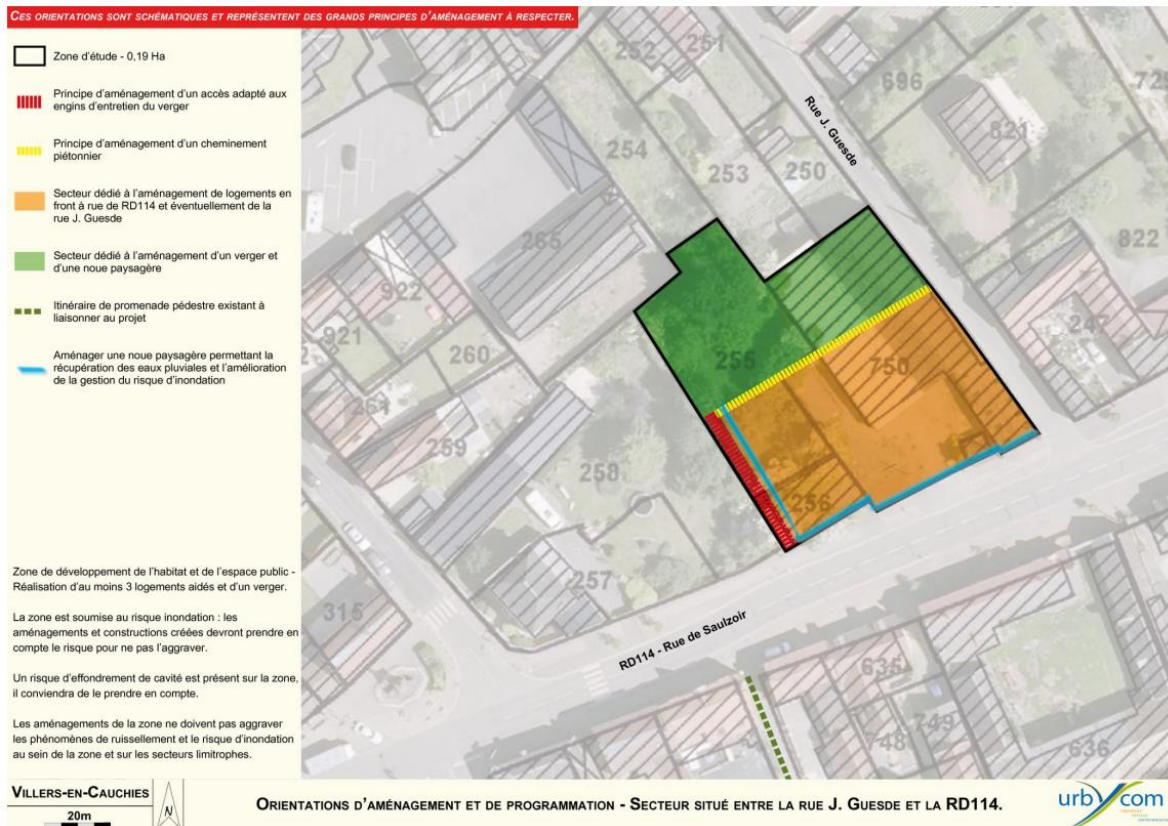 CES ORIENTATIONS SONT SCHÉMATIQUES ET REPRÉSENTENT DES GRANDS PRINCIPES D'AMÉNAGEMENT À RESPECTER.
Zone d'étude - 0,19 Ha
Principe d'aménagement d'un accès adapté aux
engins d'entretien du verger
Principe d'aménagement d'un cheminement
piétonnier
Secteur dédié à l'aménagement de logements en
front à rue de RD114 et éventuellement de la
rue J. Guesde
Secteur dédié à l'aménagement d'un verger et
d'une noue paysagère
Itinéraire de promenade pédestre existant à
liaisonner au projet
Aménager une noue paysagère permettant la
récupération des eaux pluviales et l'amélioration
de la gestion du risque d'inondation
Zone de développement de l'habitat et de l'espace public -
Réalisation d'au moins 3 logements aidés et d'un verger.
La zone est soumise au risque inondation : les
aménagements et constructions créées devront prendre en
compte le risque pour ne pas l'aggraver.
Un risque d'effondrement de cavité est présent sur la zone,
il conviendra de le prendre en compte.
Les aménagements de la zone ne doivent pas aggraver
les phénomènes de ruissellement et le risque d'inondation
au sein de la zone et sur les secteurs limitrophes.
252
251
696
821
254
253
250
Rue J. Guesde
822
265
922
921
260
247
255
750
261
259
258
256
257
315
RD114 - Rue de Saulzoir
635
749
748
636
VILLERS-EN-CAUCHIES
20m
N
ORIENTATIONS D'AMÉNAGEMENT ET DE PROGRAMMATION - SECTEUR SITUÉ ENTRE LA RUE J. GUESDE ET LA RD114.
urbycom